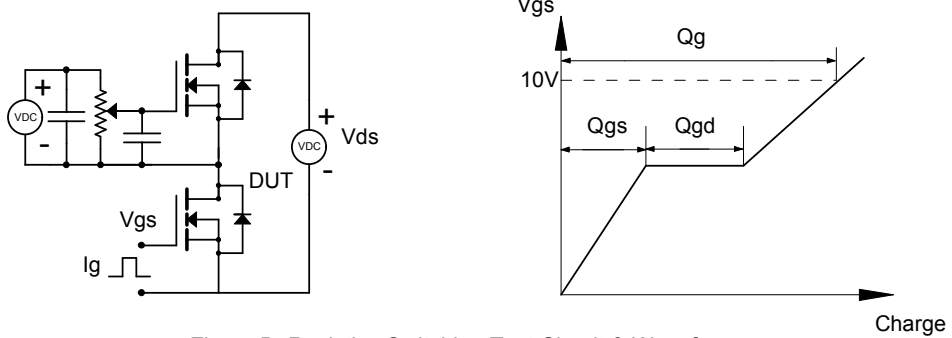 Vgs
Qg
10V
Qgs
Qgd
Charge
+
VDC
-
+
VDC
Vds
-
DUT
Vgs
Ig